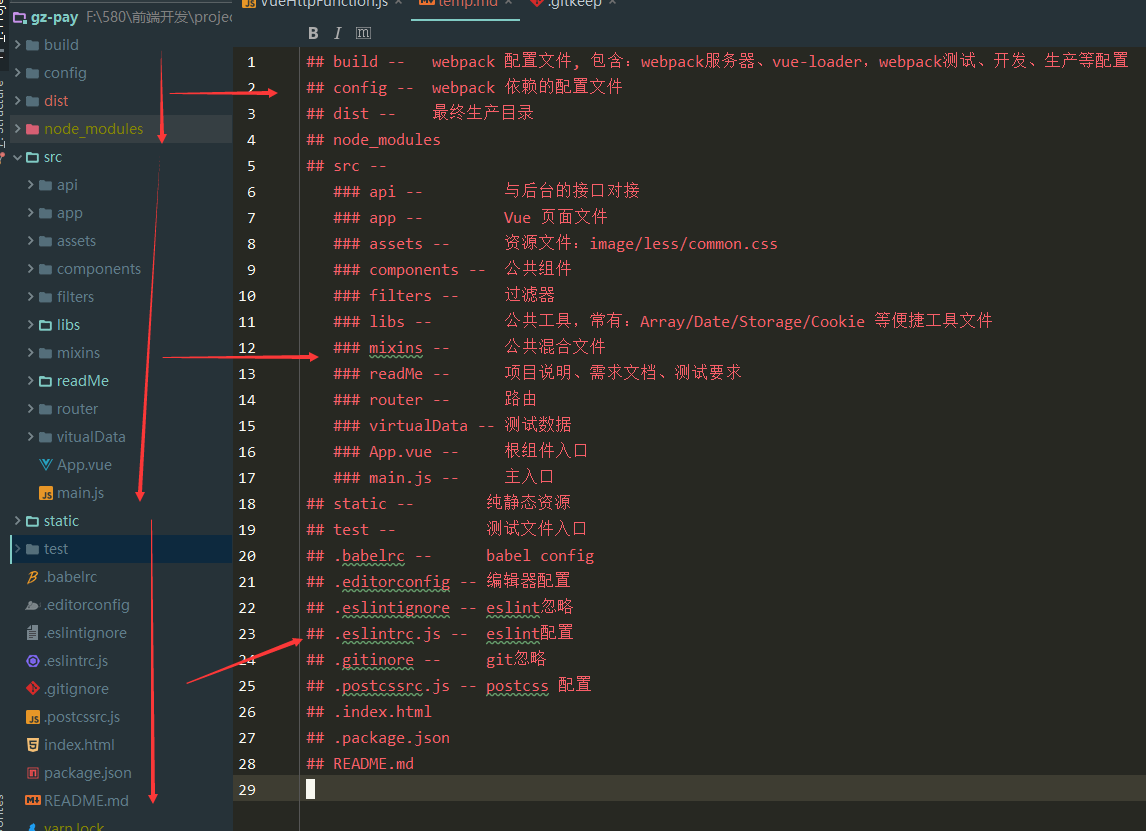 VueHttpFunction.js
temp.md
.gitkeep
gz-pay F:\580\前端开发\projec
build
config
dist
node_modules
src
api
app
assets
components
filters
libs
mixins
readMe
router
vitualData
App.vue
main.js
static
test
.babelrc
.editorconfig
.eslintignore
.eslintrc.js
.gitignore
.postcssrc.js
index.html
package.json
README.md
yarn.lock
B I m
1 ## build -- webpack 配置文件, 包含：webpack服务器、vue-loader，webpack测试、开发、生产等配置
2 ## config -- webpack 依赖的配置文件
3 ## dist -- 最终生产目录
4 ## node_modules
5 ## src --
6 ### api -- 与后台的接口对接
7 ### app -- Vue 页面文件
8 ### assets -- 资源文件：image/less/common.css
9 ### components -- 公共组件
10 ### filters -- 过滤器
11 ### libs -- 公共工具，常有：Array/Date/Storage/Cookie 等便捷工具文件
12 ### mixins -- 公共混合文件
13 ### readMe -- 项目说明、需求文档、测试要求
14 ### router -- 路由
15 ### virtualData -- 测试数据
16 ### App.vue -- 根组件入口
17 ### main.js -- 主入口
18 ## static -- 纯静态资源
19 ## test -- 测试文件入口
20 ## .babelrc -- babel config
21 ## .editorconfig -- 编辑器配置
22 ## .eslintignore -- eslint忽略
23 ## .eslintrc.js -- eslint配置
24 ## .gitinore -- git忽略
25 ## .postcssrc.js -- postcss 配置
26 ## .index.html
27 ## .package.json
28 ## README.md
29